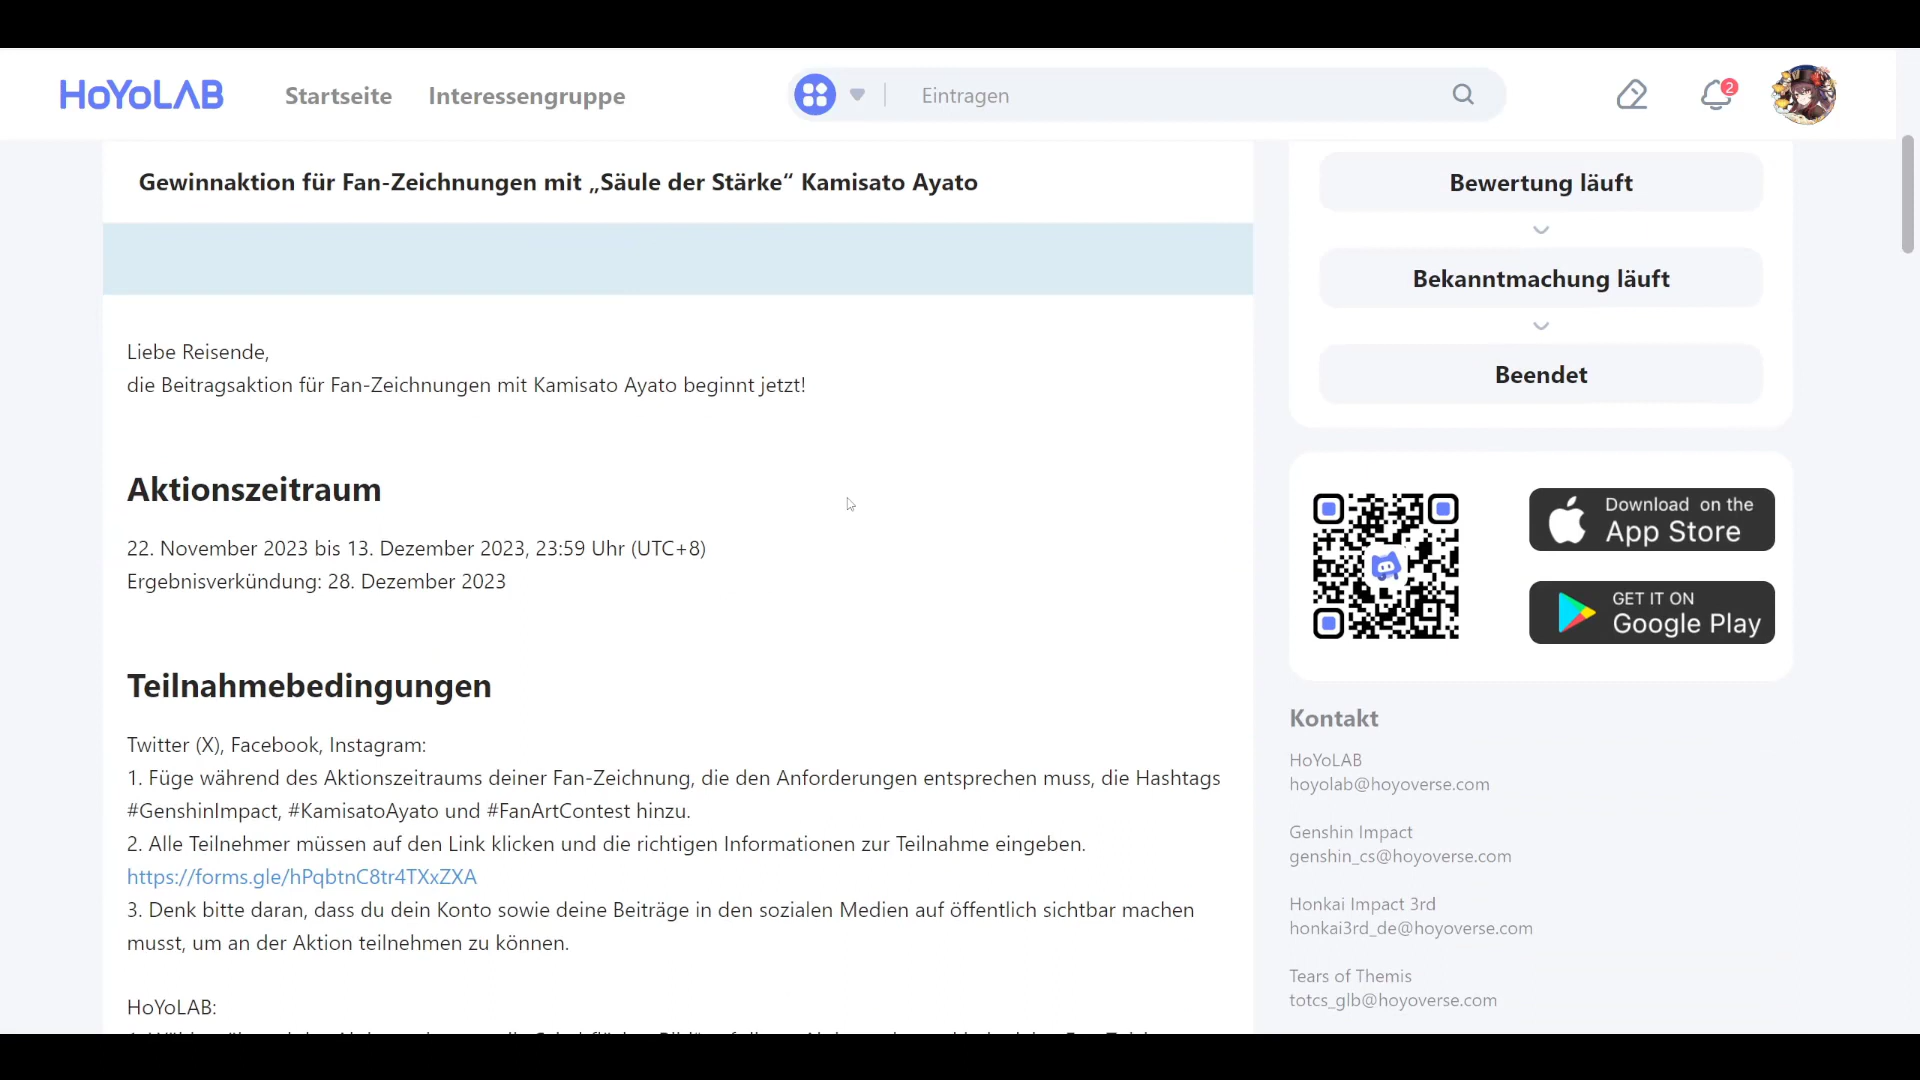 HoYoLAB
Startseite
Interessengruppe
Eintragen
2
Gewinnaktion für Fan-Zeichnungen mit „Säule der Stärke“ Kamisato Ayato
Liebe Reisende,
die Beitragsaktion für Fan-Zeichnungen mit Kamisato Ayato beginnt jetzt!
Aktionszeitraum
22. November 2023 bis 13. Dezember 2023, 23:59 Uhr (UTC+8)
Ergebnisverkündung: 28. Dezember 2023
Teilnahmebedingungen
Twitter (X), Facebook, Instagram:
1. Füge während des Aktionszeitraums deiner Fan-Zeichnung, die den Anforderungen entsprechen muss, die Hashtags
#GenshinImpact, #KamisatoAyato und #FanArtContest hinzu.
2. Alle Teilnehmer müssen auf den Link klicken und die richtigen Informationen zur Teilnahme eingeben.
https://forms.gle/hPqbtnC8tr4TXxZXA
3. Denk bitte daran, dass du dein Konto sowie deine Beiträge in den sozialen Medien auf öffentlich sichtbar machen
musst, um an der Aktion teilnehmen zu können.
HoYoLAB:
Bewertung läuft
Bekanntmachung läuft
Beendet
Download on the
App Store
GET IT ON
Google Play
Kontakt
HoYoLAB
hoyolab@hoyoverse.com
Genshin Impact
genshin_cs@hoyoverse.com
Honkai Impact 3rd
honkai3rd_de@hoyoverse.com
Tears of Themis
totcs_glb@hoyoverse.com